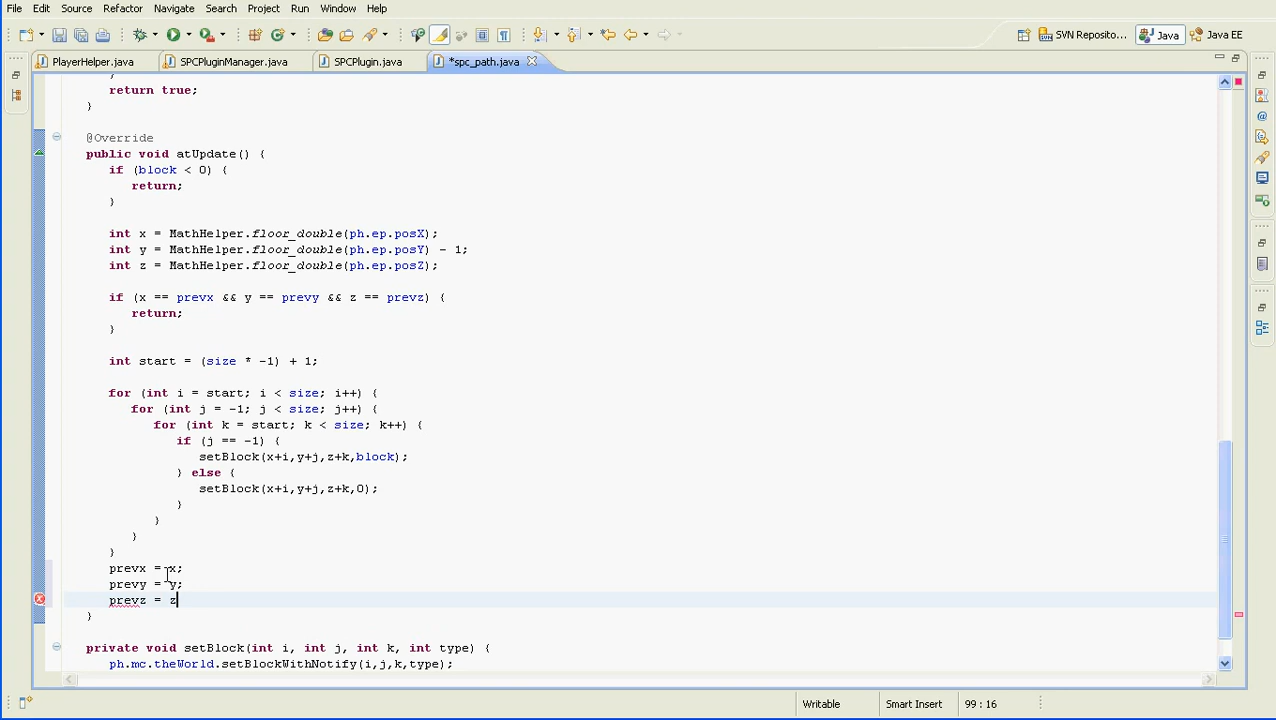 File Edit Source Refactor Navigate Search Project Run Window Help
SVN Reposito... Java Java EE
PlayerHelper.java SPCPluginManager.java SPCPlugin.java *spc_path.java
}
return true;
}
@Override
public void atUpdate() {
if (block < 0) {
return;
}
int x = MathHelper.floor_double(ph.ep.posX);
int y = MathHelper.floor_double(ph.ep.posY) - 1;
int z = MathHelper.floor_double(ph.ep.posZ);
if (x == prevx && y == prevy && z == prevz) {
return;
}
int start = (size * -1) + 1;
for (int i = start; i < size; i++) {
for (int j = -1; j < size; j++) {
for (int k = start; k < size; k++) {
if (j == -1) {
setBlock(x+i,y+j,z+k,block);
} else {
setBlock(x+i,y+j,z+k,0);
}
}
}
}
prevx = x;
prevy = y;
prevz = z
}
private void setBlock(int i, int j, int k, int type) {
ph.mc.theWorld.setBlockWithNotify(i,j,k,type);
Writable Smart Insert 99 : 16